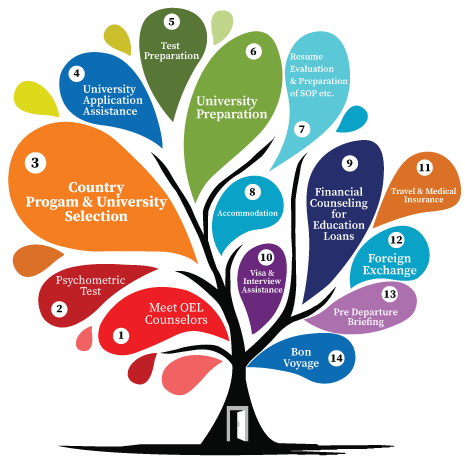 1
Meet OEL
Counselors
2
Psychometric
Test
3
Country
Progam & University
Selection
4
University
Application
Assistance
5
Test
Preparation
6
University
Preparation
Resume
Evaluation
& Preparation
of SOP etc.
7
8
Accommodation
9
Financial
Counseling
for
Education
Loans
10
Visa &
Interview
Assistance
11
Travel & Medical
Insurance
12
Foreign
Exchange
13
Pre Departure
Briefing
Bon
Voyage
14